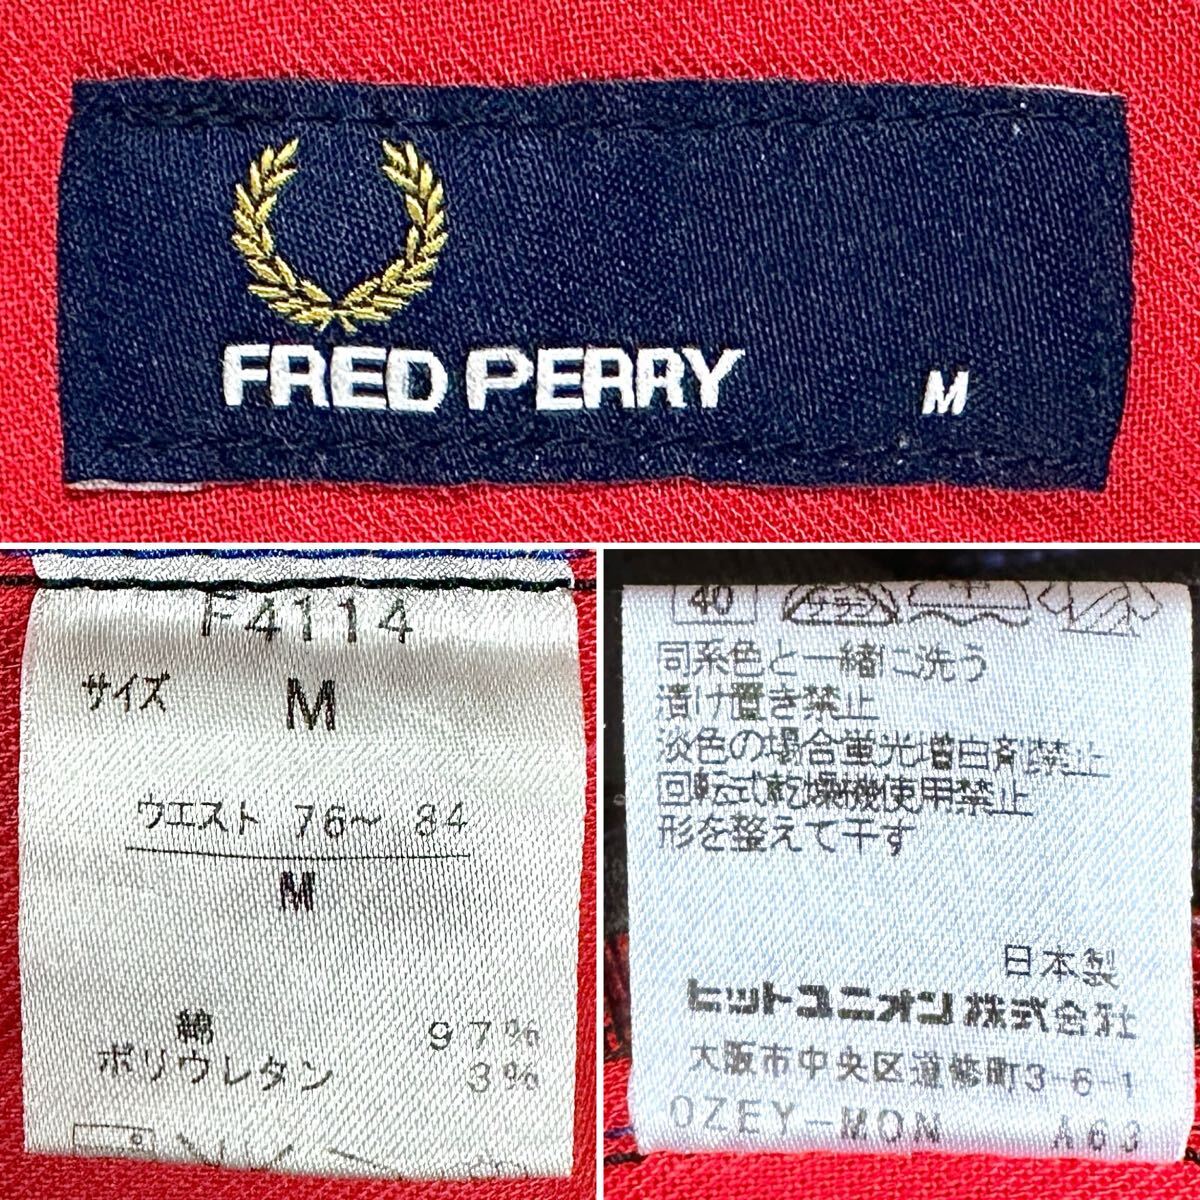 FRED PERRY M
F4114
サイズ M
ウエスト 76～ 84
M
綿 97%
ポリウレタン 3%
40
同系色と一緒に洗う
漬け置き禁止
淡色の場合蛍光増白剤禁止
回転式乾燥機使用禁止
形を整えて干す
日本製
ヒットユニオン株式会社
大阪市中央区道修町3-6-1
OZEY-MON A63